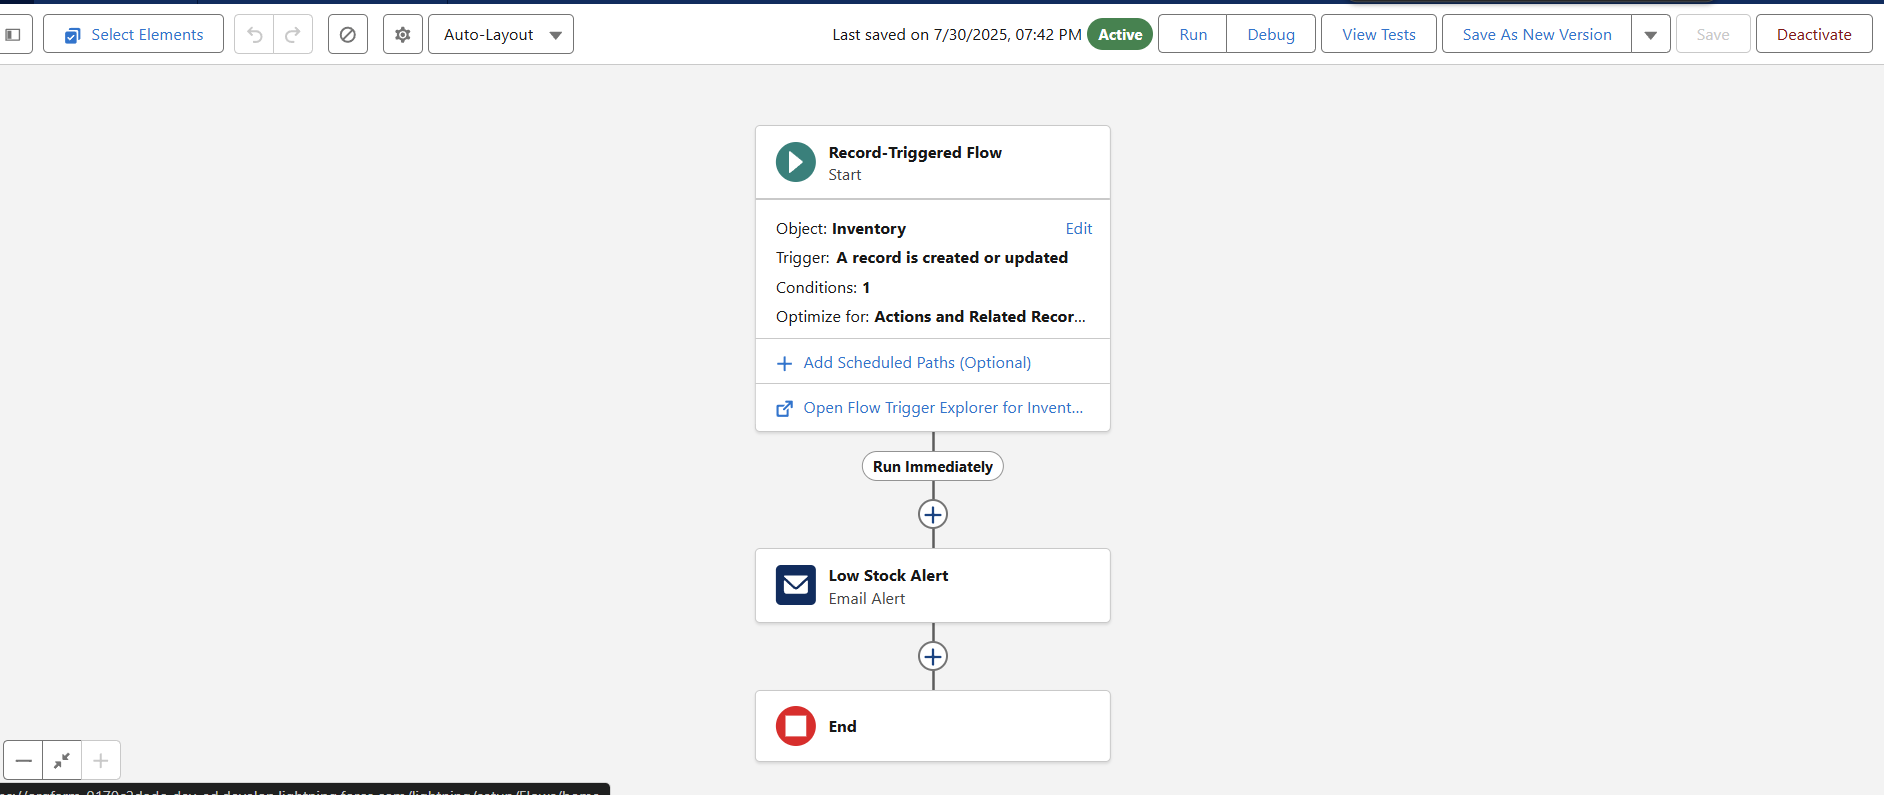 Select Elements
Auto-Layout
Last saved on 7/30/2025, 07:42 PM
Active
Run
Debug
View Tests
Save As New Version
Save
Deactivate
Record-Triggered Flow
Start
Object: Inventory
Edit
Trigger: A record is created or updated
Conditions: 1
Optimize for: Actions and Related Recor...
Add Scheduled Paths (Optional)
Open Flow Trigger Explorer for Invent...
Run Immediately
Low Stock Alert
Email Alert
End